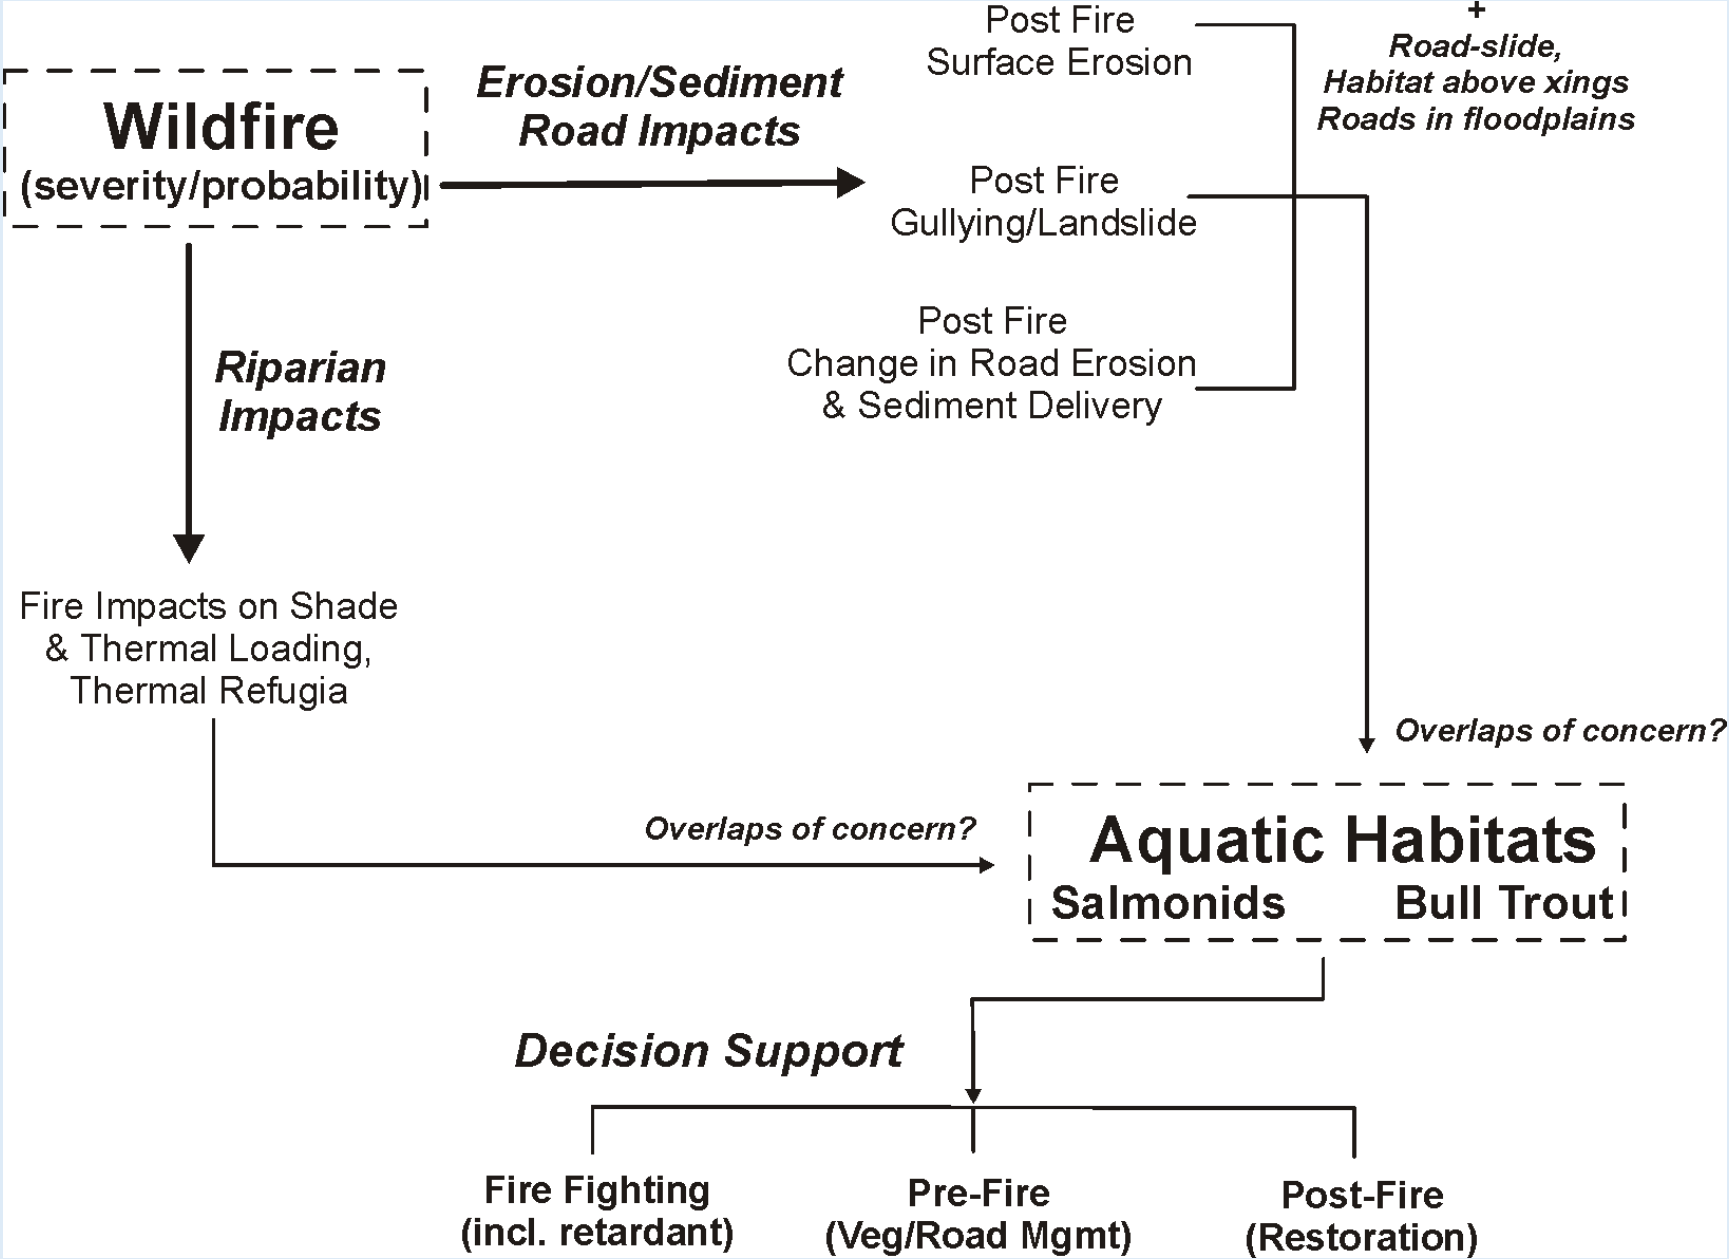 Wildfire
(severity/probability)
Erosion/Sediment
Road Impacts
Post Fire
Surface Erosion
+
Road-slide,
Habitat above xings
Roads in floodplains
Post Fire
Gullying/Landslide
Post Fire
Change in Road Erosion
& Sediment Delivery
Riparian
Impacts
Fire Impacts on Shade
& Thermal Loading,
Thermal Refugia
Overlaps of concern?
Overlaps of concern?
Aquatic Habitats
Salmonids Bull Trout
Decision Support
Fire Fighting
(incl. retardant)
Pre-Fire
(Veg/Road Mgmt)
Post-Fire
(Restoration)